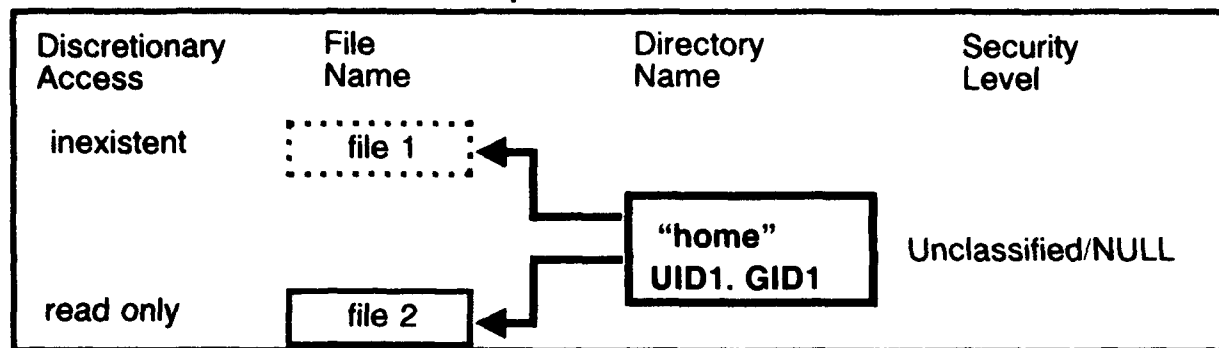 Discretionary Access
File Name
Directory Name
Security Level
inexistent
file 1
“home”
UID1. GID1
Unclassified/NULL
read only
file 2